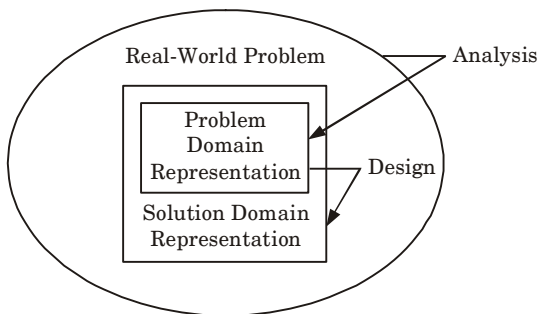 Real-World Problem
Analysis
Problem
Domain
Representation
Design
Solution Domain
Representation